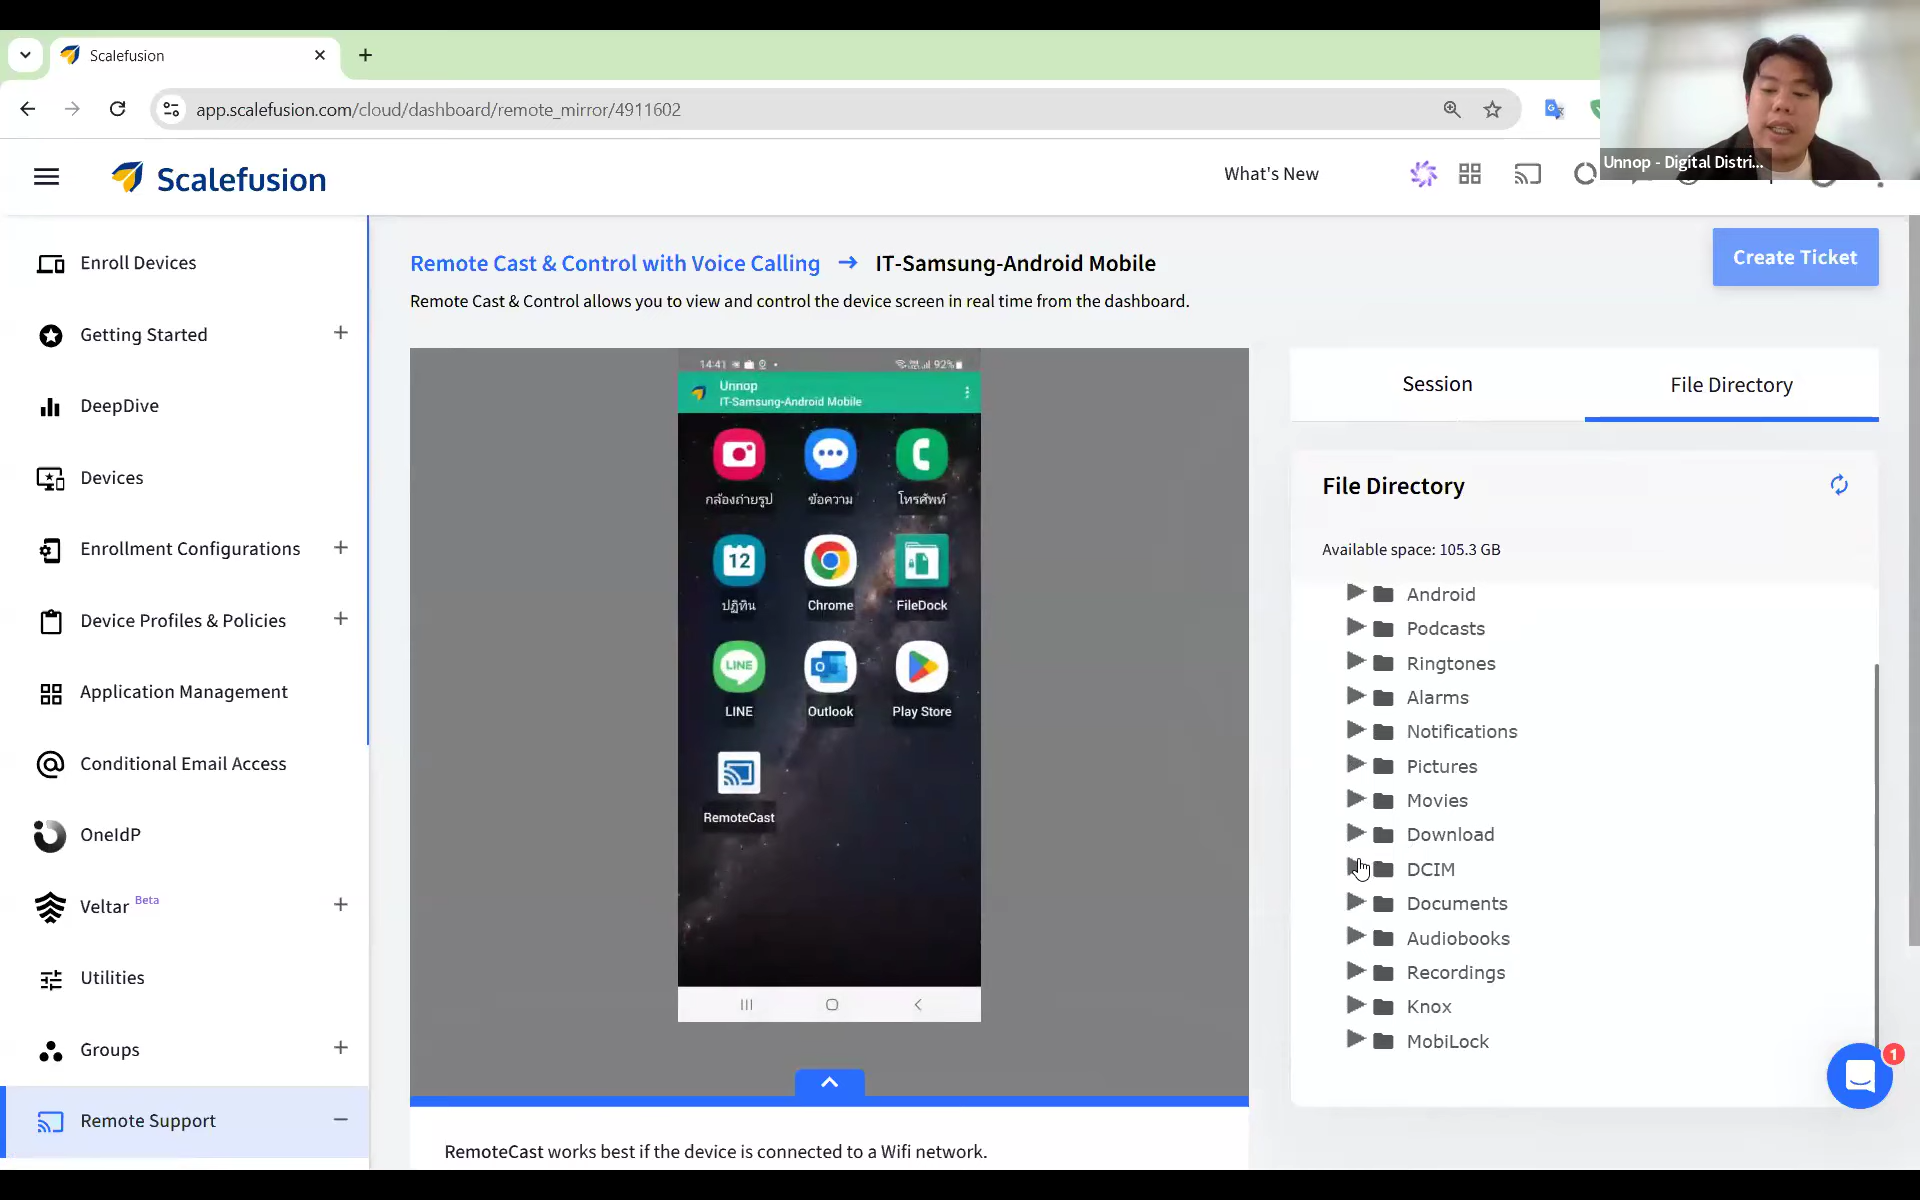 Scalefusion
app.scalefusion.com/cloud/dashboard/remote_mirror/4911602
Unnop - Digital Distri...
Scalefusion
What's New
Enroll Devices
Getting Started
DeepDive
Devices
Enrollment Configurations
Device Profiles & Policies
Application Management
Conditional Email Access
OneIdP
Veltar Beta
Utilities
Groups
Remote Support
Remote Cast & Control with Voice Calling → IT-Samsung-Android Mobile
Remote Cast & Control allows you to view and control the device screen in real time from the dashboard.
Create Ticket
14:41
92%
Unnop
IT-Samsung-Android Mobile
กล้องถ่ายรูป
ข้อความ
โทรศัพท์
12
ปฏิทิน
Chrome
FileDock
LINE
LINE
Outlook
Play Store
RemoteCast
RemoteCast works best if the device is connected to a Wifi network.
Session
File Directory
File Directory
Available space: 105.3 GB
Android
Podcasts
Ringtones
Alarms
Notifications
Pictures
Movies
Download
DCIM
Documents
Audiobooks
Recordings
Knox
MobiLock
1